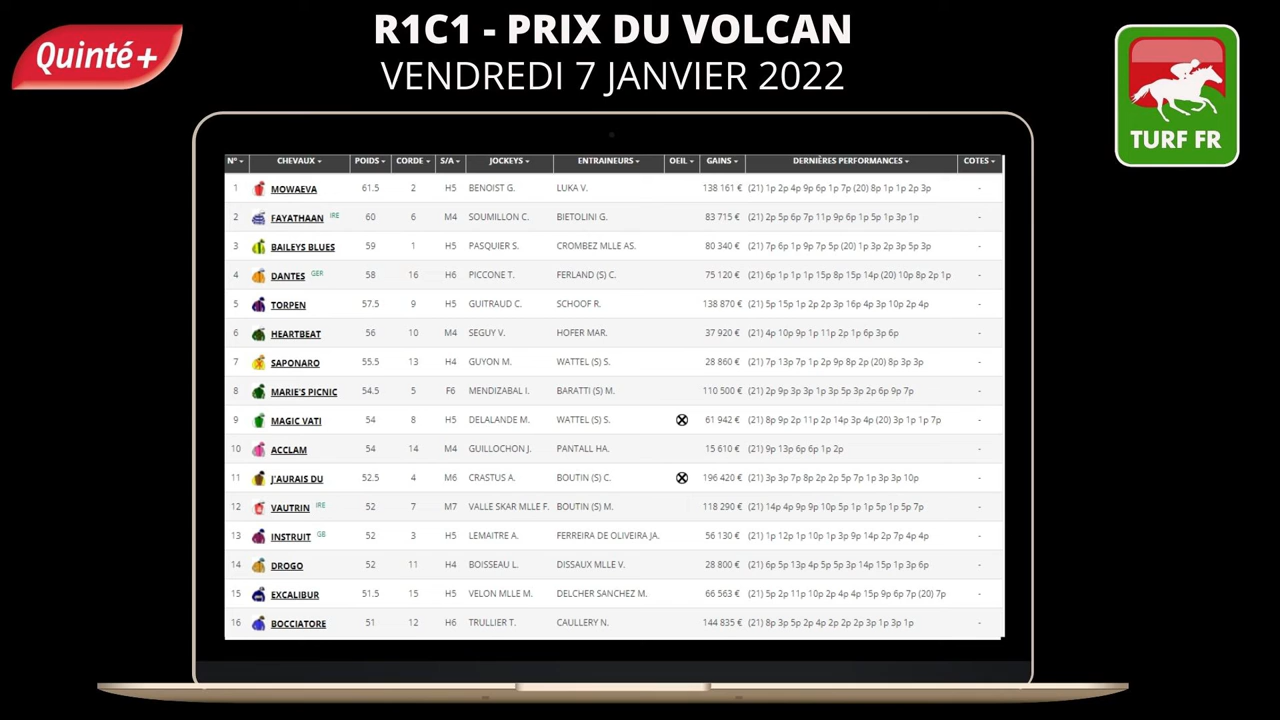 Quinté+
R1C1 - PRIX DU VOLCAN
VENDREDI 7 JANVIER 2022
TURF FR
N° CHEVAUX POIDS CORDE S/A JOCKEYS ENTRAINEURS OEIL GAINS DERNIÈRES PERFORMANCES COTES
1 MOWAEVA 61.5 2 H5 BENOIST G. LUKA V. 138 161 € (21) 1p 2p 4p 9p 6p 1p 7p (20) 8p 1p 1p 2p 3p -
2 FAYATHAAN IRE 60 6 M4 SOUMILLON C. BIETOLINI G. 83 715 € (21) 2p 5p 6p 7p 11p 9p 6p 1p 5p 1p 3p 1p -
3 BAILEYS BLUES 59 1 H5 PASQUIER S. CROMBEZ MLLE AS. 80 340 € (21) 7p 6p 1p 9p 7p 5p (20) 1p 3p 2p 3p 5p 3p -
4 DANTES GER 58 16 H6 PICCONE T. FERLAND (S) C. 75 120 € (21) 6p 1p 1p 1p 15p 8p 15p 14p (20) 10p 8p 2p 1p -
5 TORPEN 57.5 9 H5 GUITRAUD C. SCHOOF R. 138 870 € (21) 5p 15p 1p 2p 2p 3p 16p 4p 3p 10p 2p 4p -
6 HEARTBEAT 56 10 M4 SEGUY V. HOFER MAR. 37 920 € (21) 4p 10p 9p 1p 11p 2p 1p 6p 3p 6p -
7 SAPONARO 55.5 13 H4 GUYON M. WATTEL (S) S. 28 860 € (21) 7p 13p 7p 1p 2p 9p 8p 2p (20) 8p 3p 3p -
8 MARIE'S PICNIC 54.5 5 F6 MENDIZABAL I. BARATTI (S) M. 110 500 € (21) 2p 9p 3p 3p 1p 3p 5p 3p 2p 6p 9p 7p -
9 MAGIC VATI 54 8 H5 DELALANDE M. WATTEL (S) S. 61 942 € (21) 8p 9p 2p 11p 2p 14p 3p 4p (20) 3p 1p 1p 7p -
10 ACCLAM 54 14 M4 GUILLOCHON J. PANTALL HA. 15 610 € (21) 9p 13p 6p 6p 1p 2p -
11 J'AURAIS DU 52.5 4 M6 CRASTUS A. BOUTIN (S) C. 196 420 € (21) 3p 3p 7p 8p 2p 2p 5p 7p 1p 3p 3p 10p -
12 VAUTRIN IRE 52 7 M7 VALLE SKAR MLLE F. BOUTIN (S) M. 118 290 € (21) 14p 4p 9p 9p 10p 5p 1p 1p 5p 1p 5p 7p -
13 INSTRUIT GB 52 3 H5 LEMAITRE A. FERREIRA DE OLIVEIRA JA. 56 130 € (21) 1p 12p 1p 10p 1p 3p 9p 14p 2p 7p 4p 4p -
14 DROGO 52 11 H4 BOISSEAU L. DISSAUX MLLE V. 28 800 € (21) 6p 5p 13p 4p 5p 5p 3p 14p 15p 1p 3p 6p -
15 EXCALIBUR 51.5 15 H5 VELON MLLE M. DELCHER SANCHEZ M. 66 563 € (21) 5p 2p 11p 10p 2p 4p 4p 15p 9p 6p 7p (20) 7p -
16 BOCCIATORE 51 12 H6 TRULLIER T. CAULLERY N. 144 835 € (21) 8p 3p 5p 2p 4p 2p 2p 2p 3p 1p 3p 1p -